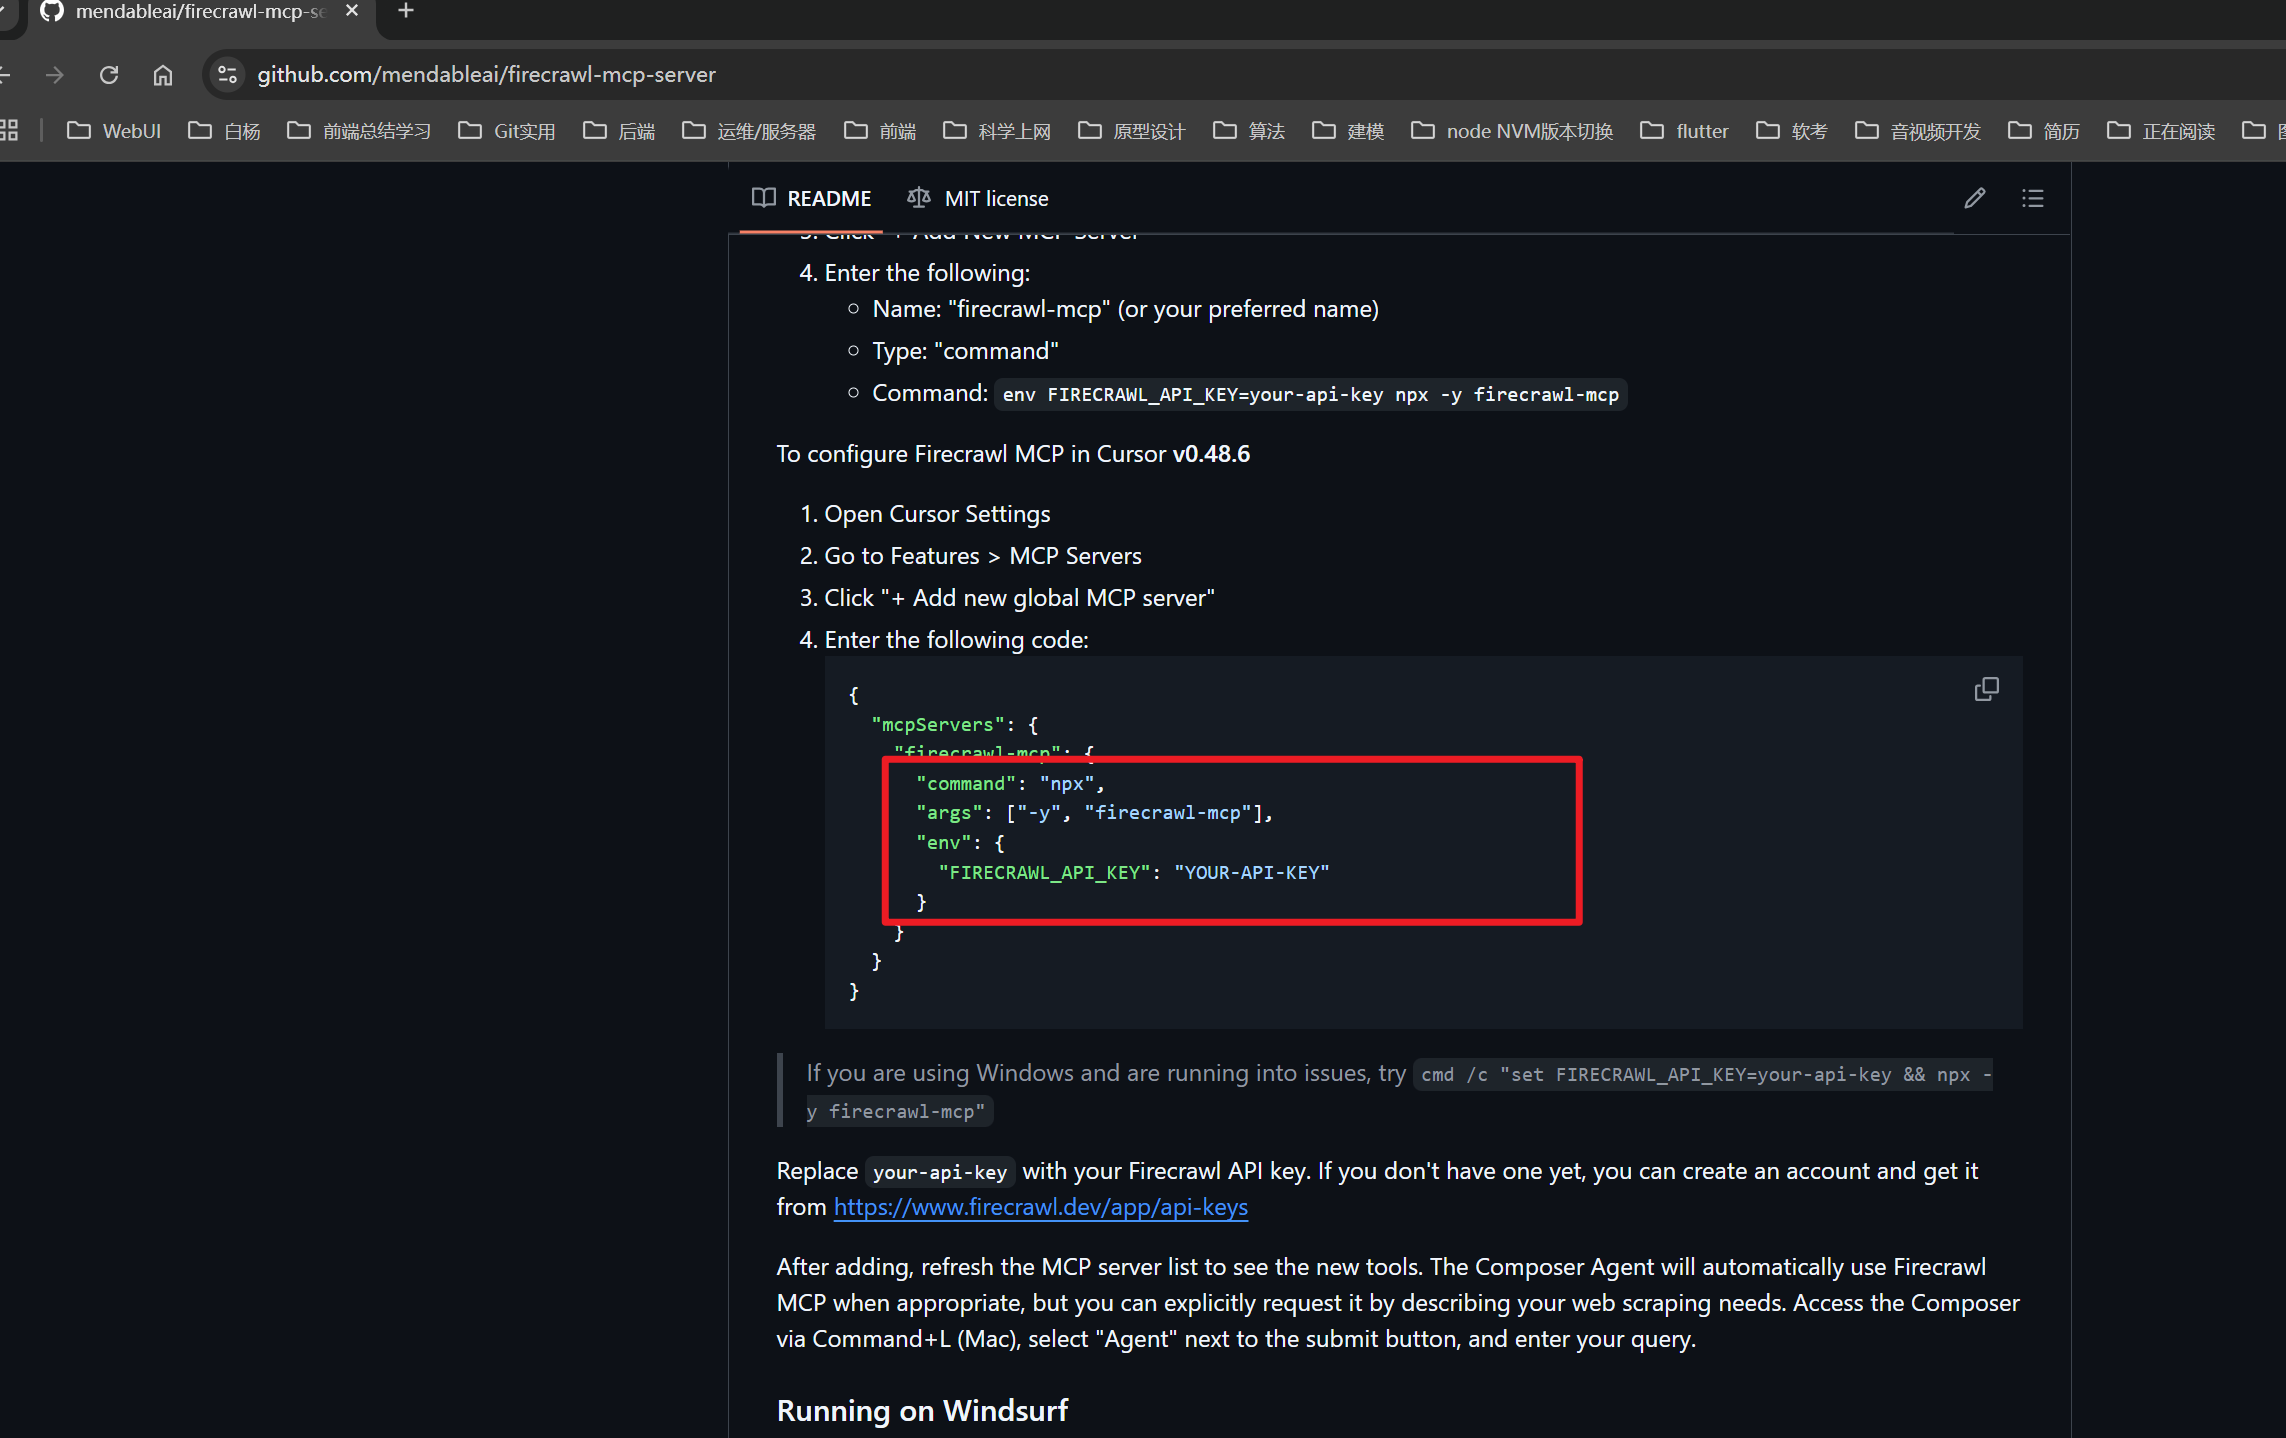 mendableai/firecrawl-mcp-se
github.com/mendableai/firecrawl-mcp-server
WebUI 白杨 前端总结学习 Git实用 后端 运维/服务器 前端 科学上网 原型设计 算法 建模 node NVM版本切换 flutter 软考 音视频开发 简历 正在阅读
README MIT license
3. Click "+ Add New MCP Server"
4. Enter the following:
○ Name: "firecrawl-mcp" (or your preferred name)
○ Type: "command"
○ Command: env FIRECRAWL_API_KEY=your-api-key npx -y firecrawl-mcp
To configure Firecrawl MCP in Cursor v0.48.6
1. Open Cursor Settings
2. Go to Features > MCP Servers
3. Click "+ Add new global MCP server"
4. Enter the following code:
{
"mcpServers": {
"firecrawl-mcp": {
"command": "npx",
"args": ["-y", "firecrawl-mcp"],
"env": {
"FIRECRAWL_API_KEY": "YOUR-API-KEY"
}
}
}
}
If you are using Windows and are running into issues, try cmd /c "set FIRECRAWL_API_KEY=your-api-key && npx -
y firecrawl-mcp"
Replace your-api-key with your Firecrawl API key. If you don't have one yet, you can create an account and get it
from https://www.firecrawl.dev/app/api-keys
After adding, refresh the MCP server list to see the new tools. The Composer Agent will automatically use Firecrawl
MCP when appropriate, but you can explicitly request it by describing your web scraping needs. Access the Composer
via Command+L (Mac), select "Agent" next to the submit button, and enter your query.
Running on Windsurf